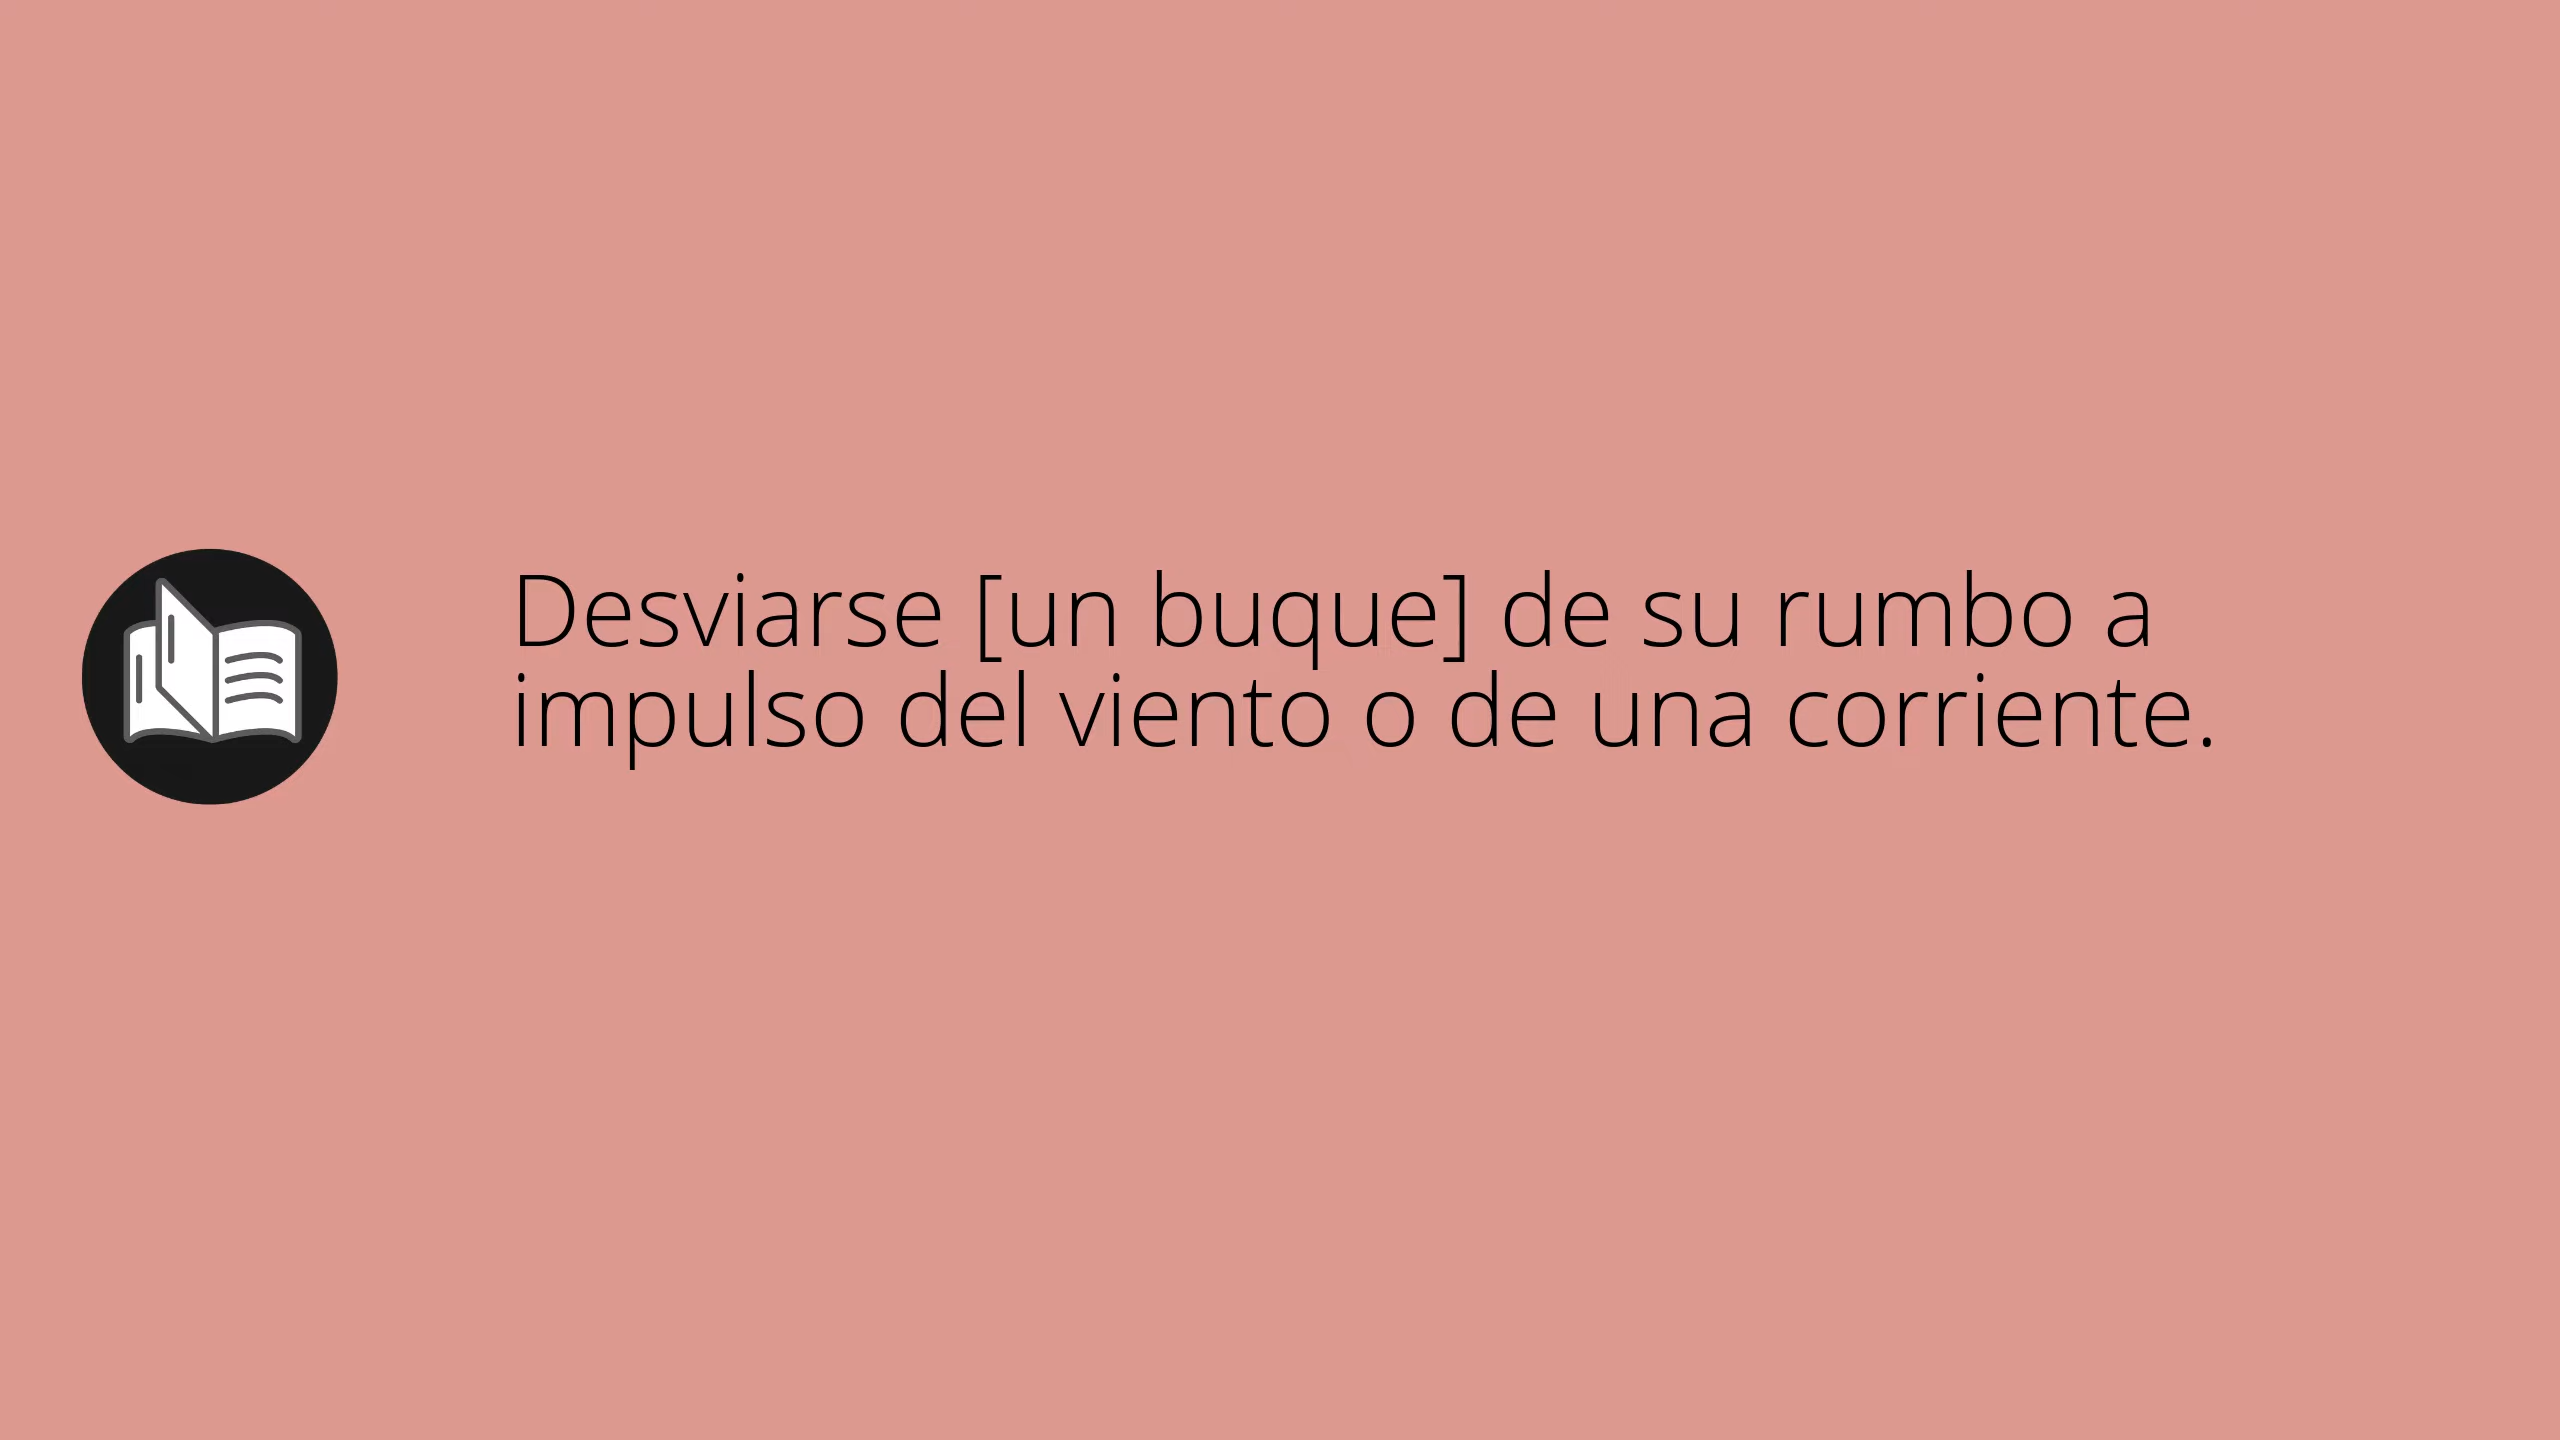 Desviarse [un buque] de su rumbo a
impulso del viento o de una corriente.